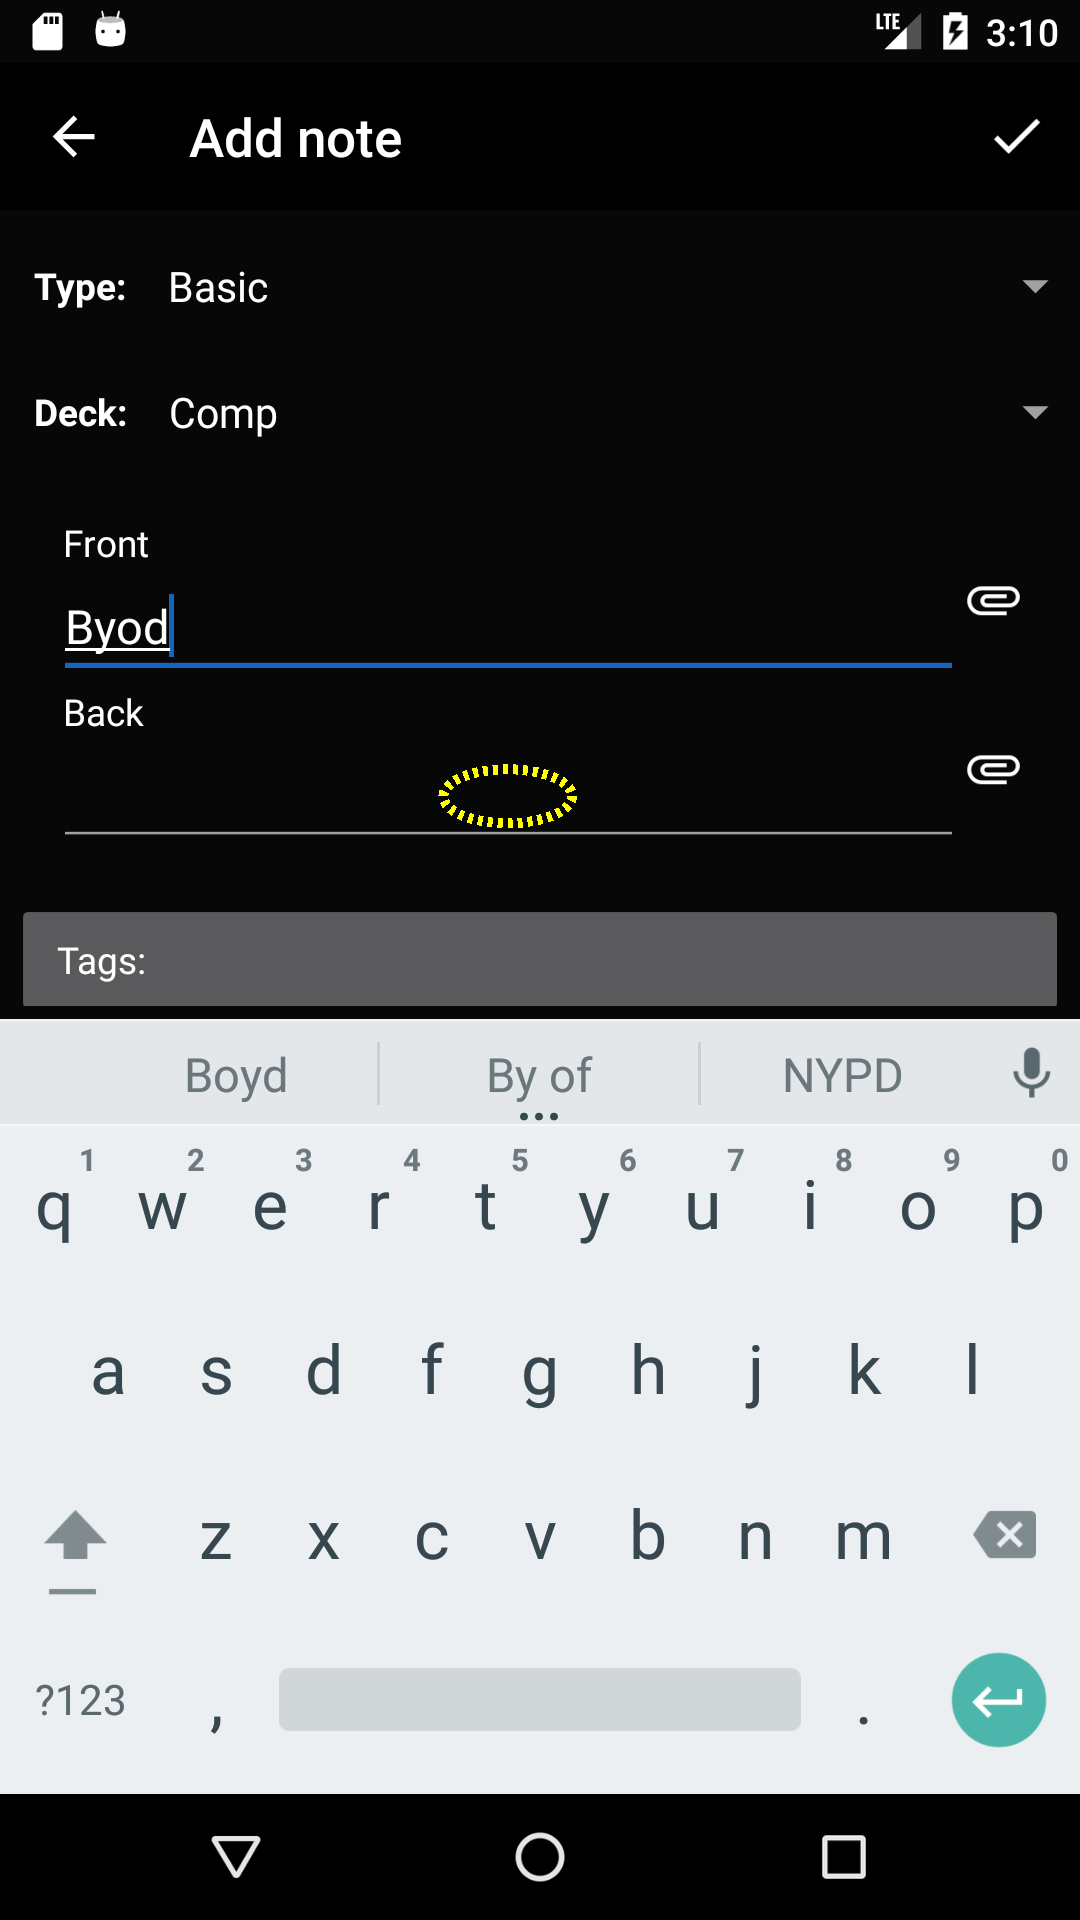 LTE 3:10
Add note
Type: Basic
Deck: Comp
Front
Byod
Back
Tags:
Boyd By of NYPD
1 2 3 4 5 6 7 8 9 0
q w e r t y u i o p
a s d f g h j k l
z x c v b n m
?123 , .